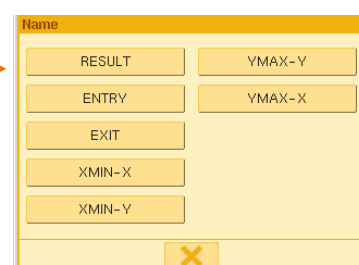 Name
RESULT
YMAX-Y
ENTRY
YMAX-X
EXIT
XMIN-X
XMIN-Y